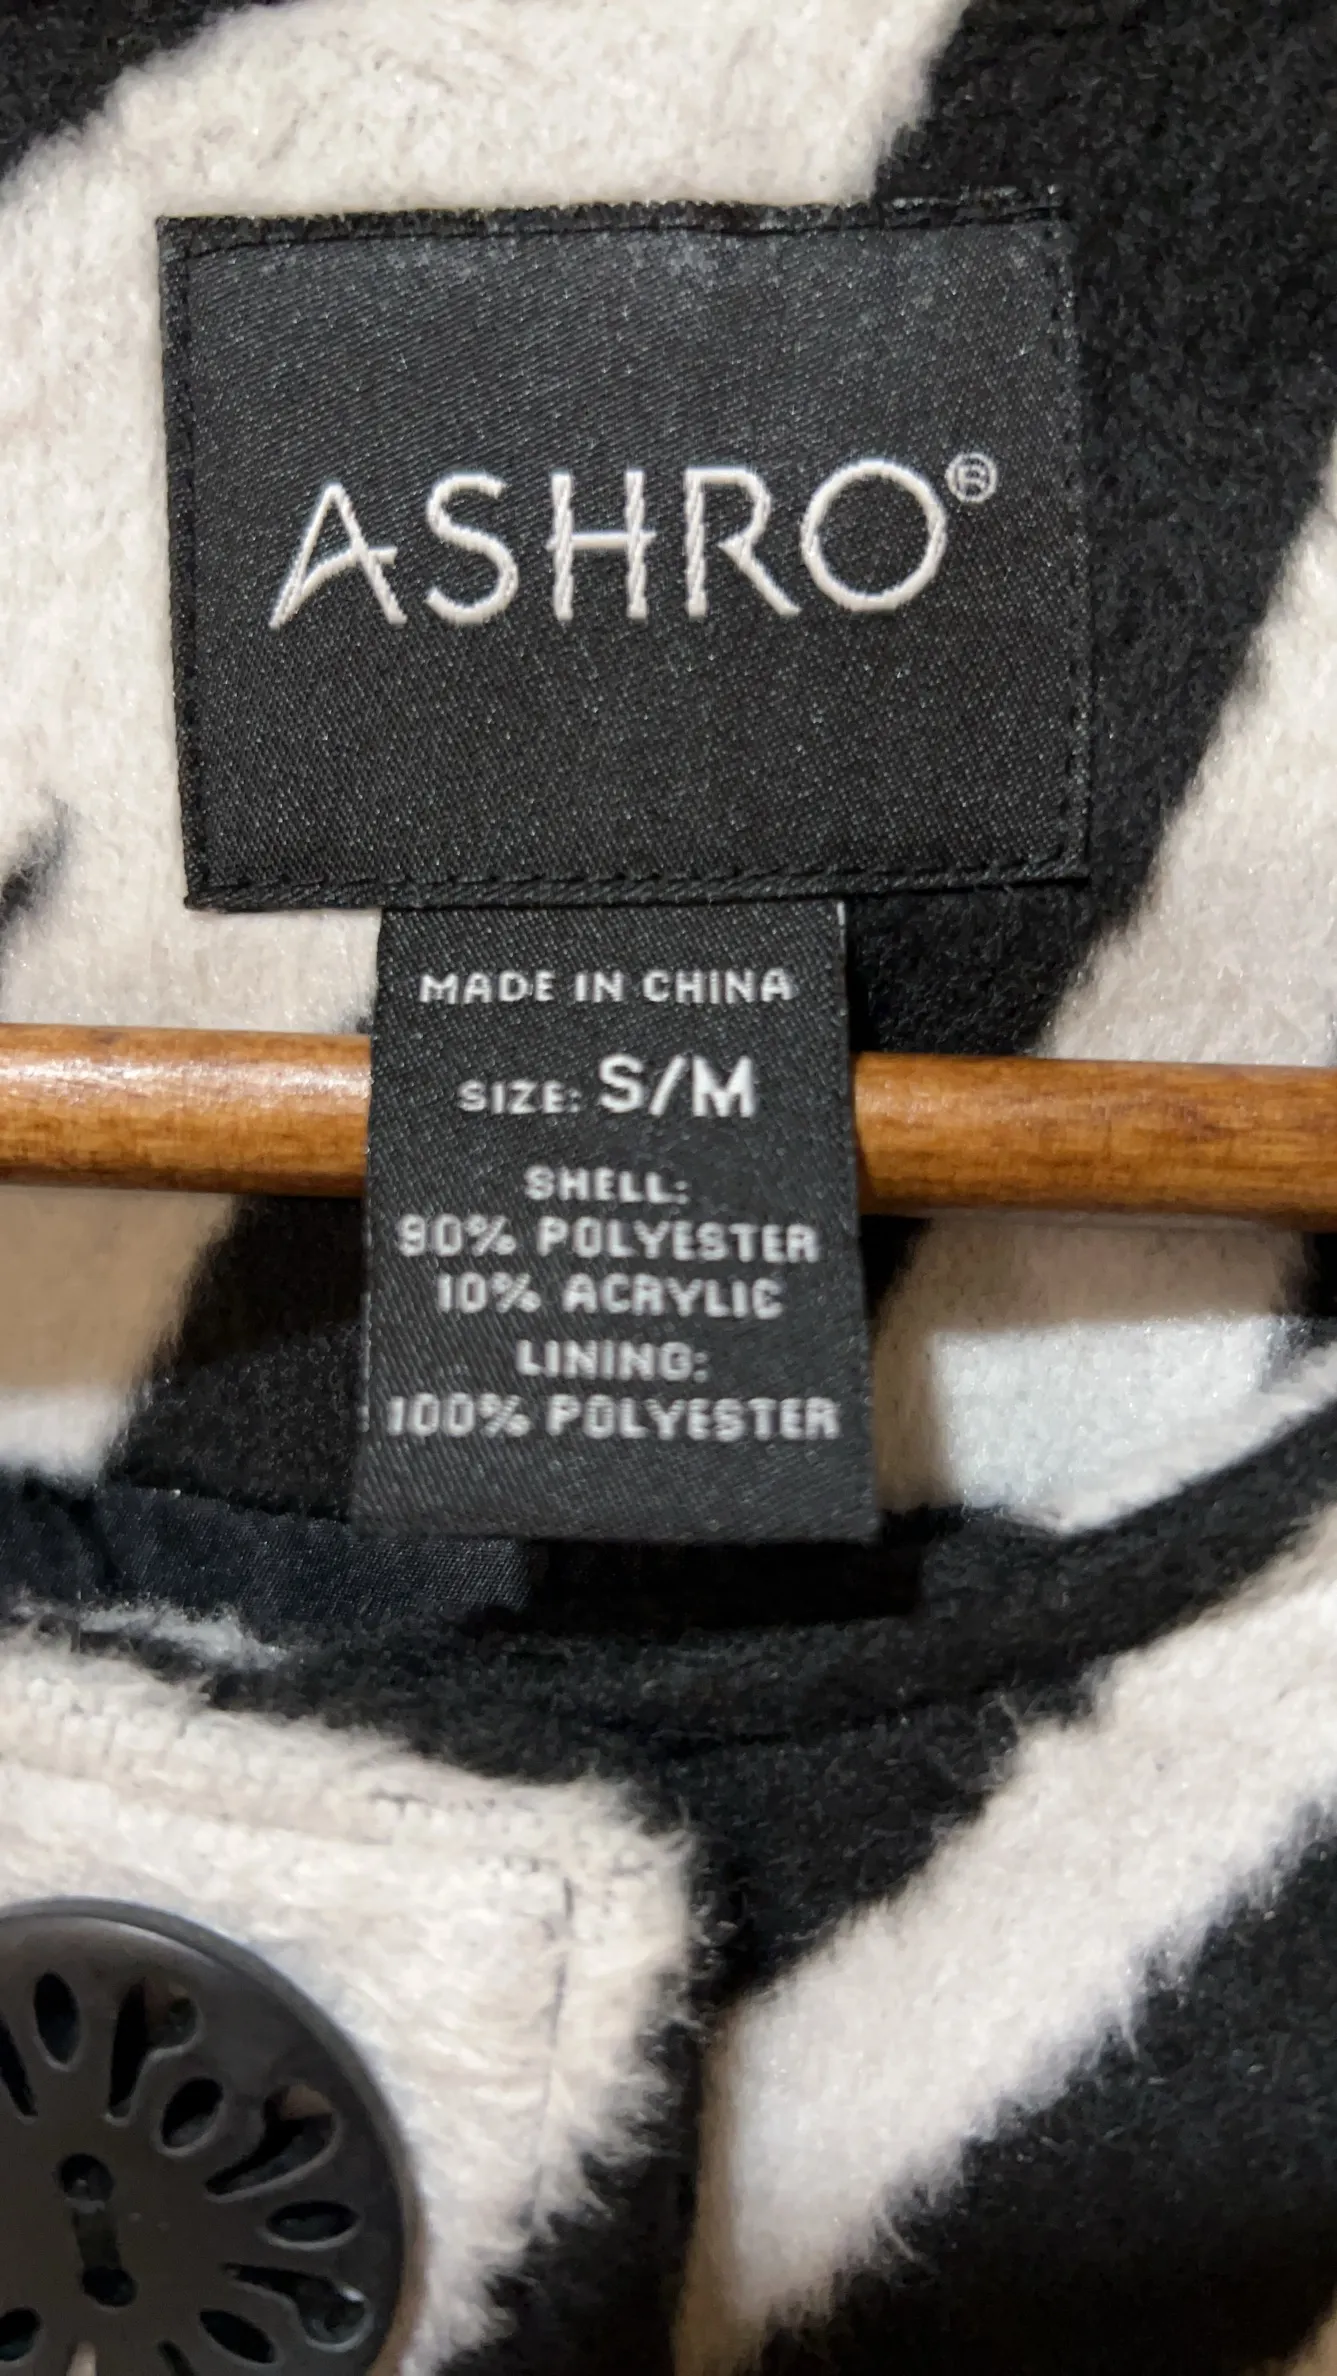 ASHRO®
MADE IN CHINA
SIZE: S/M
SHELL:
90% POLYESTER
10% ACRYLIC
LINING:
100% POLYESTER